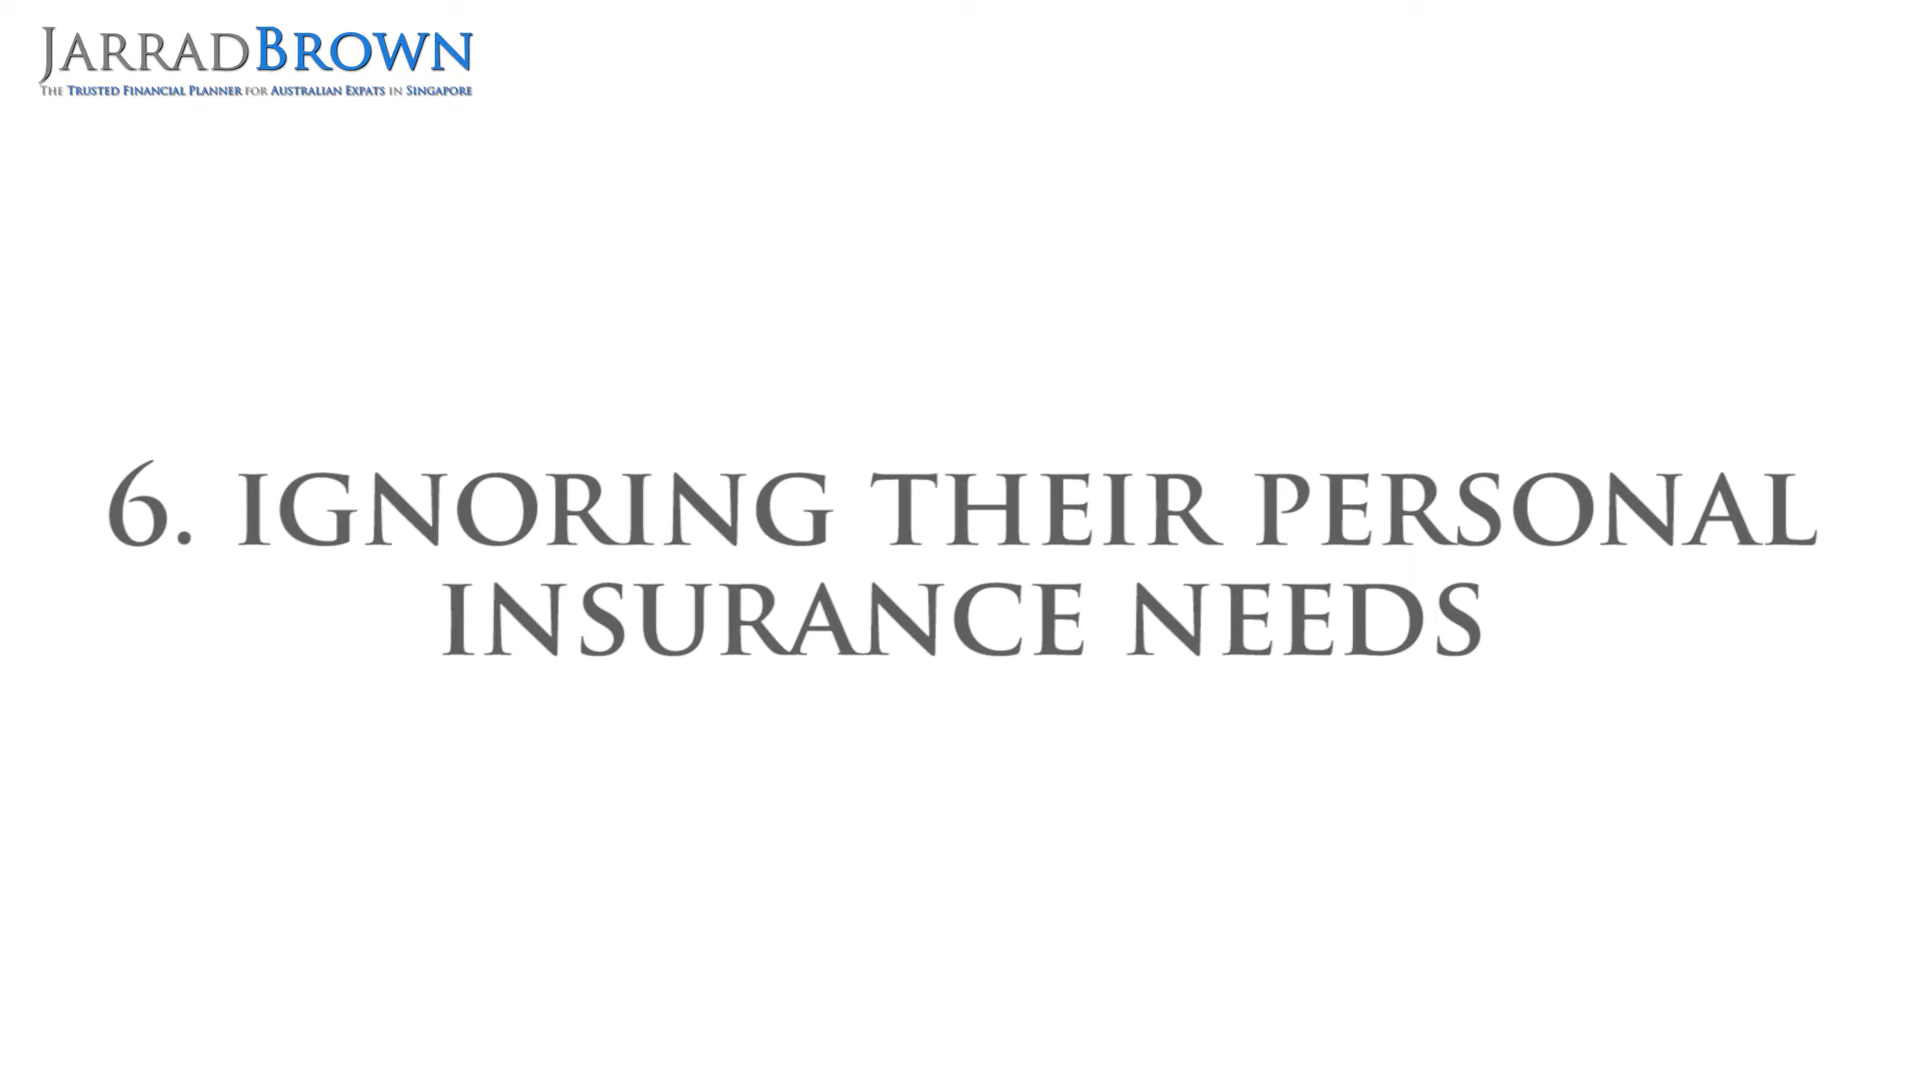 JARRADBROWN
THE TRUSTED FINANCIAL PLANNER FOR AUSTRALIAN EXPATS IN SINGAPORE
6. IGNORING THEIR PERSONAL
INSURANCE NEEDS